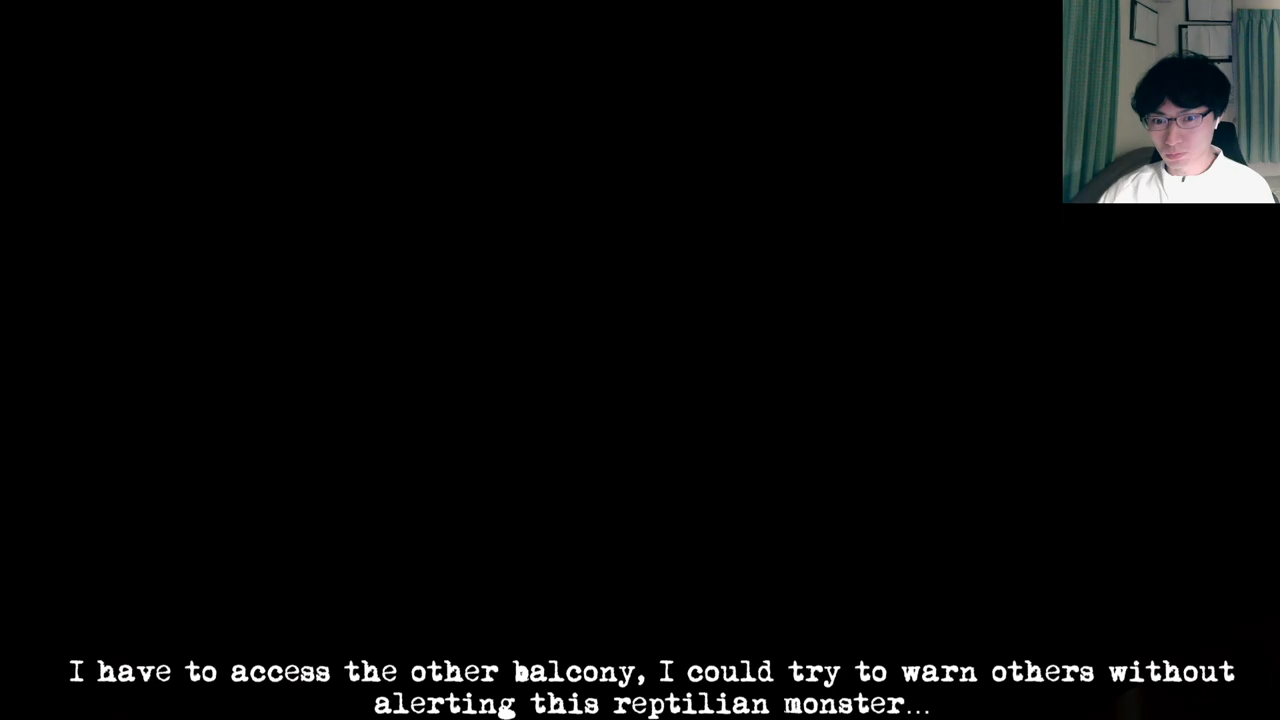 I have to access the other balcony, I could try to warn others without
alerting this reptilian monster...